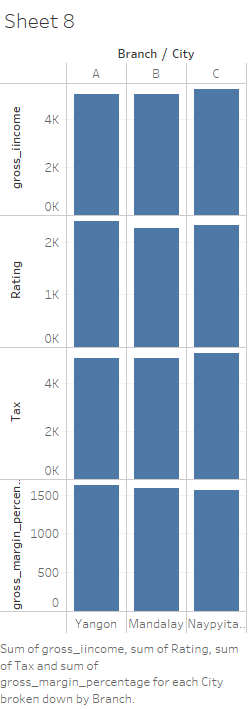 Sheet 8
Branch / City
A B C
gross_iincome
4K
2K
0K
Rating
2K
1K
0K
Tax
4K
2K
0K
gross_margin_percen..
1500
1000
500
0
Yangon Mandalay Naypyita..
Sum of gross_iincome, sum of Rating, sum
of Tax and sum of
gross_margin_percentage for each City
broken down by Branch.